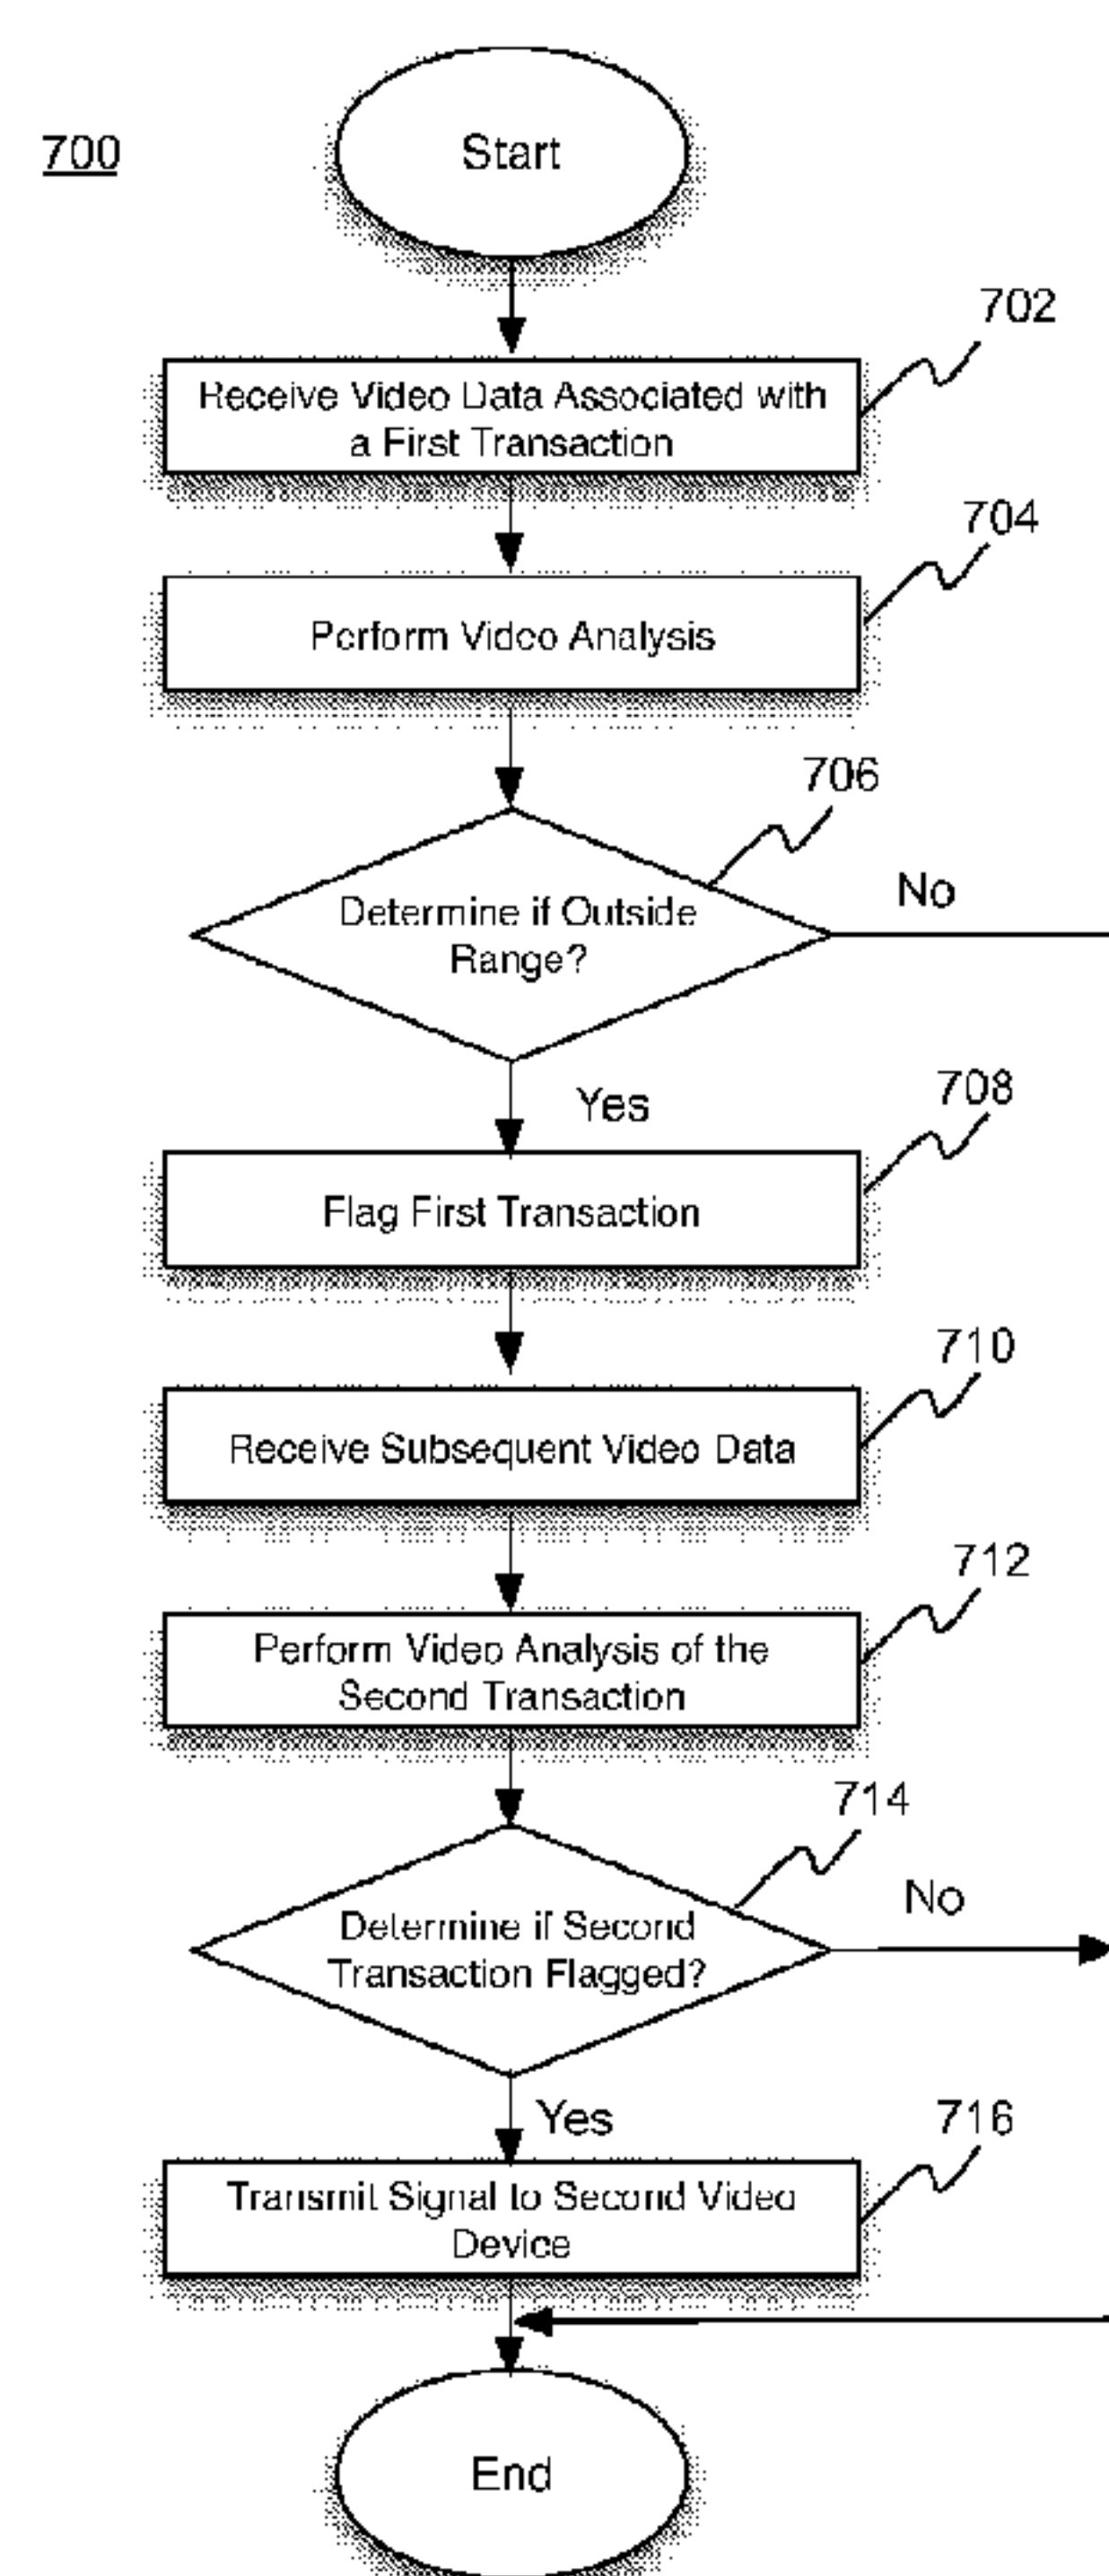 700
Start
702
Receive Video Data Associated with
a First Transaction
704
Perform Video Analysis
706
Determine if Outside
Range?
No
Yes
708
Flag First Transaction
710
Receive Subsequent Video Data
712
Perform Video Analysis of the
Second Transaction
714
Determine if Second
Transaction Flagged?
No
Yes
716
Transmit Signal to Second Video
Device
End